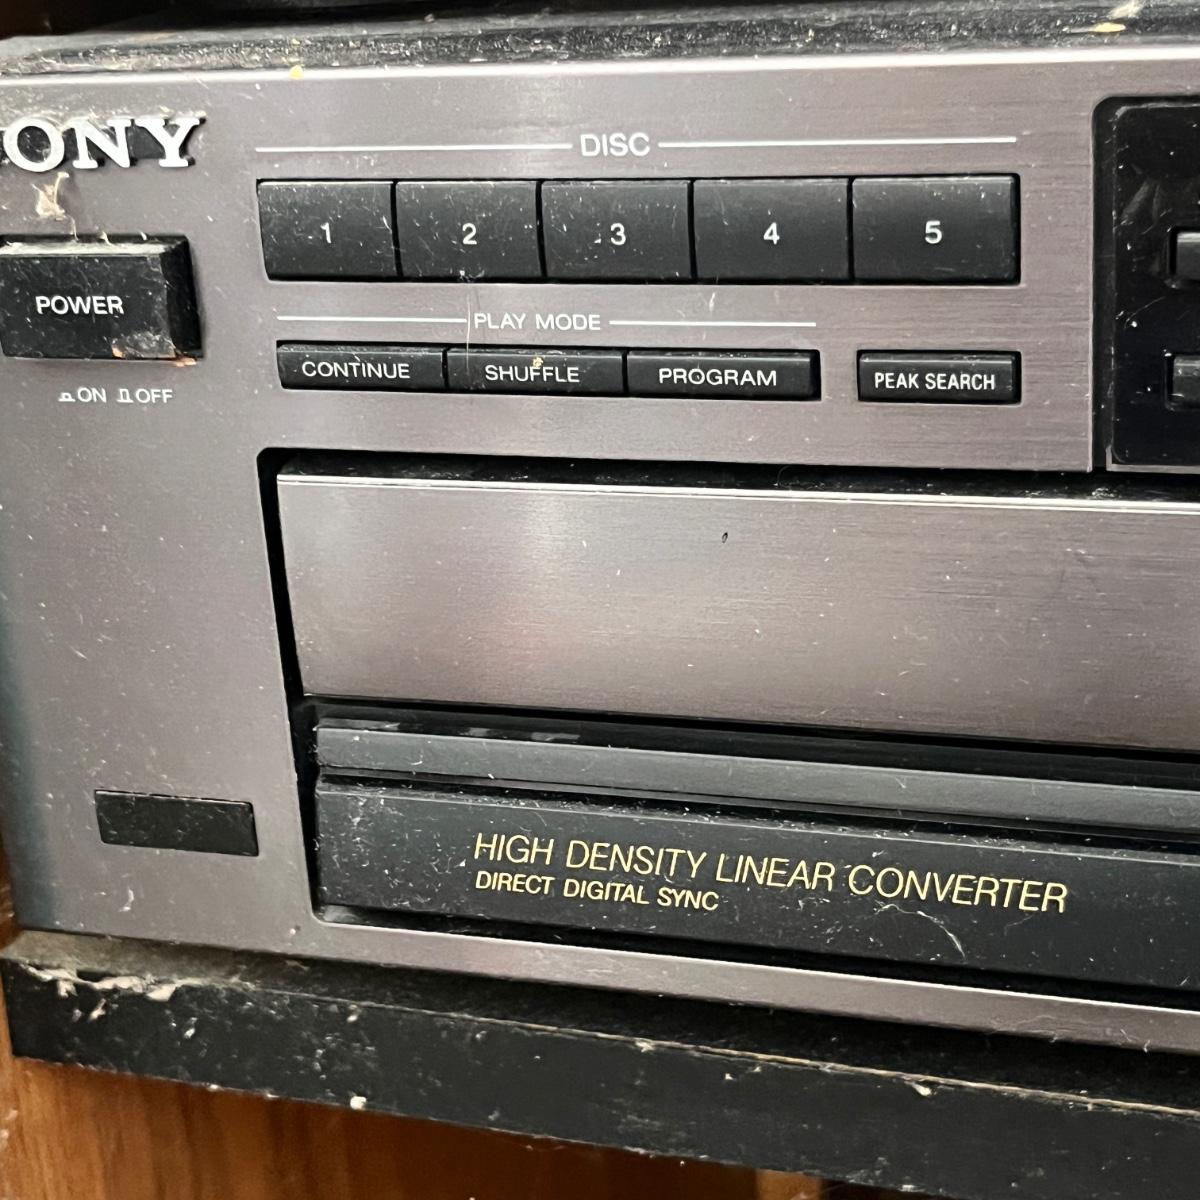 SONY
DISC
1 2 3 4 5
POWER
PLAY MODE
CONTINUE SHUFFLE PROGRAM PEAK SEARCH
ON OFF
HIGH DENSITY LINEAR CONVERTER
DIRECT DIGITAL SYNC